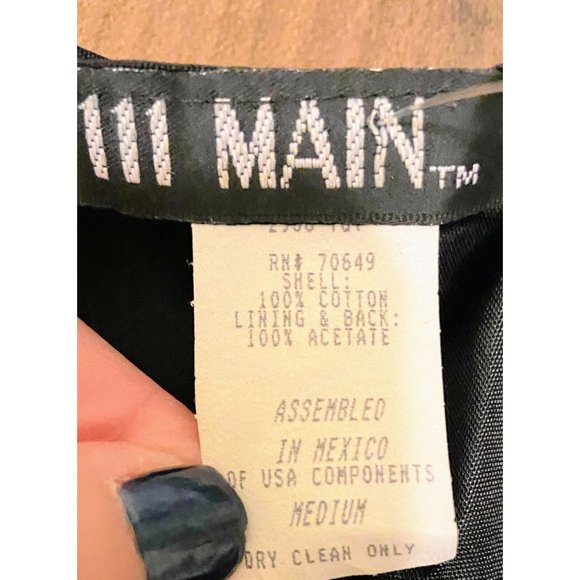 111 MAIN™
RN# 70649
SHELL:
100% COTTON
LINING & BACK:
100% ACETATE
ASSEMBLED
IN MEXICO
OF USA COMPONENTS
MEDIUM
DRY CLEAN ONLY